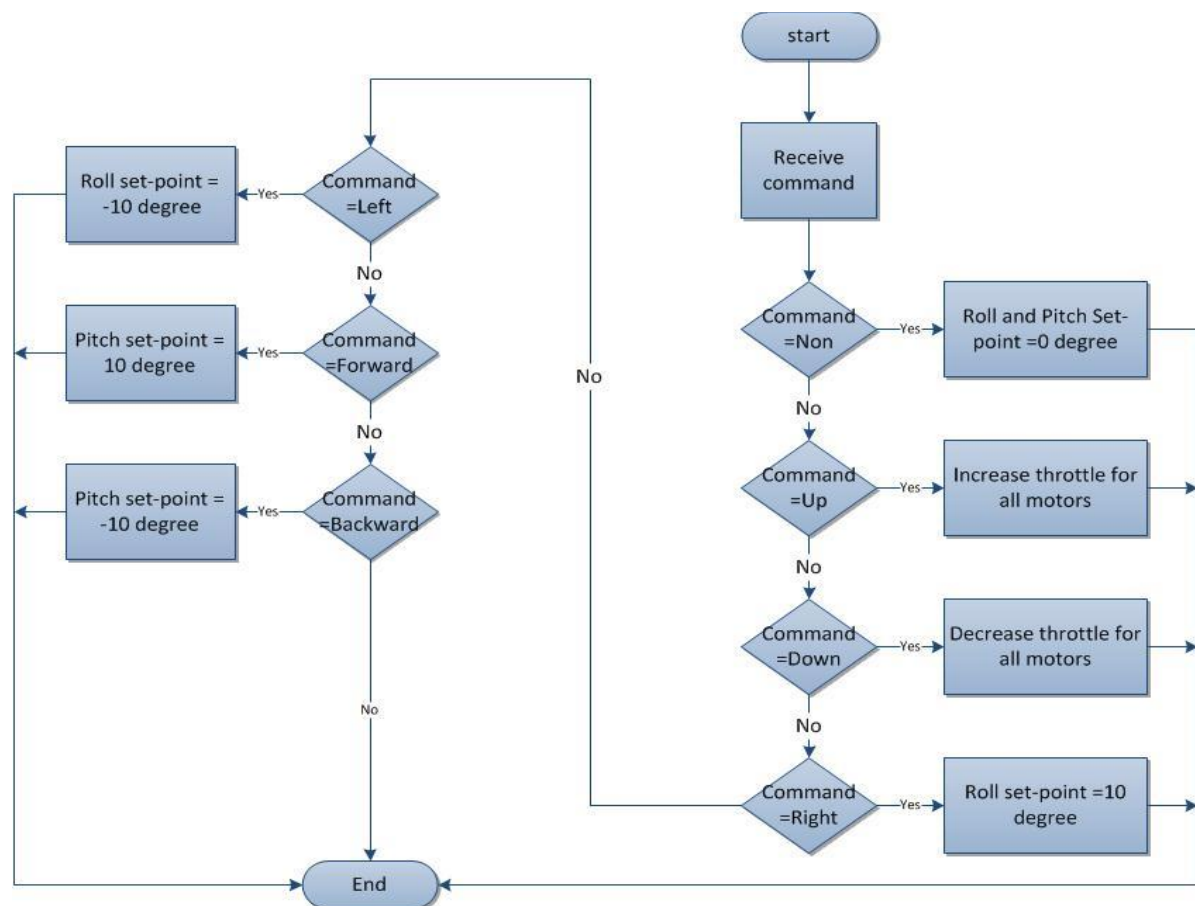 start
Receive
command
Command
=Non
Yes
Roll and Pitch Set-
point =0 degree
No
Command
=Up
Yes
Increase throttle for
all motors
No
Command
=Down
Yes
Decrease throttle for
all motors
No
Command
=Right
Yes
Roll set-point =10
degree
No
Command
=Left
Yes
Roll set-point =
-10 degree
No
Command
=Forward
Yes
Pitch set-point =
10 degree
No
Command
=Backward
Yes
Pitch set-point =
-10 degree
No
End